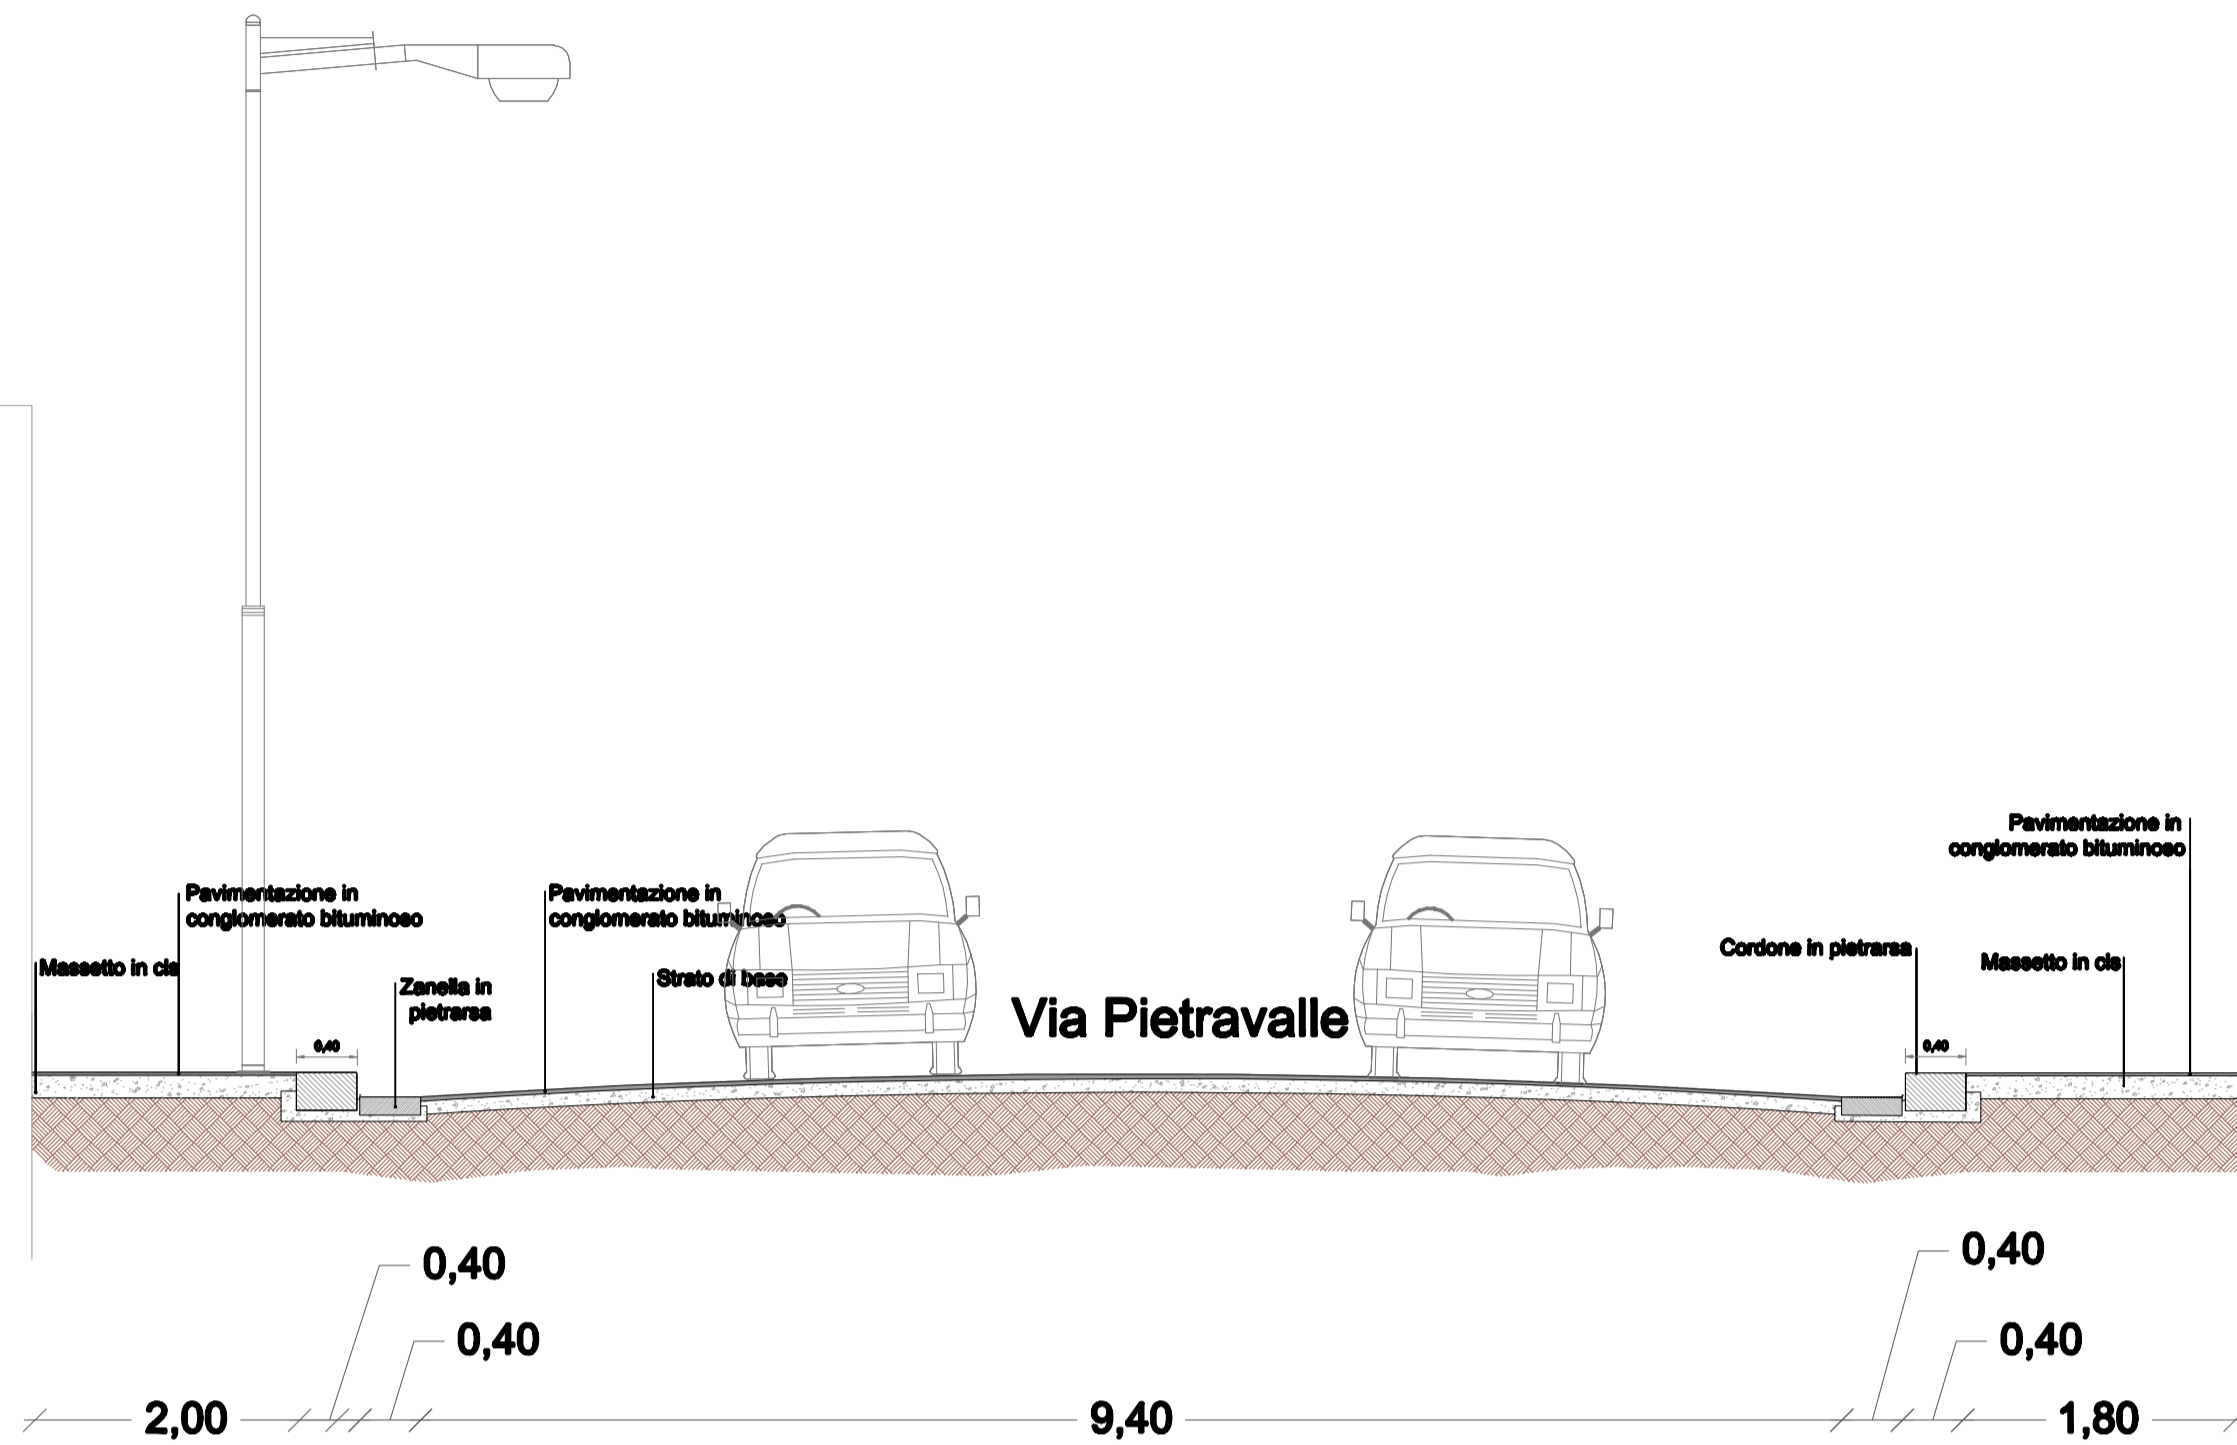 Pavimentazione in
conglomerato bituminoso
Pavimentazione in
conglomerato bituminoso
Pavimentazione in
conglomerato bituminoso
Massetto in cls
Zanella in
pietrarsa
Strato di base
Via Pietravalle
Cordone in pietrarsa
Massetto in cls
0,40
0,40
0,40
0,40
0,40
0,40
2,00
9,40
1,80